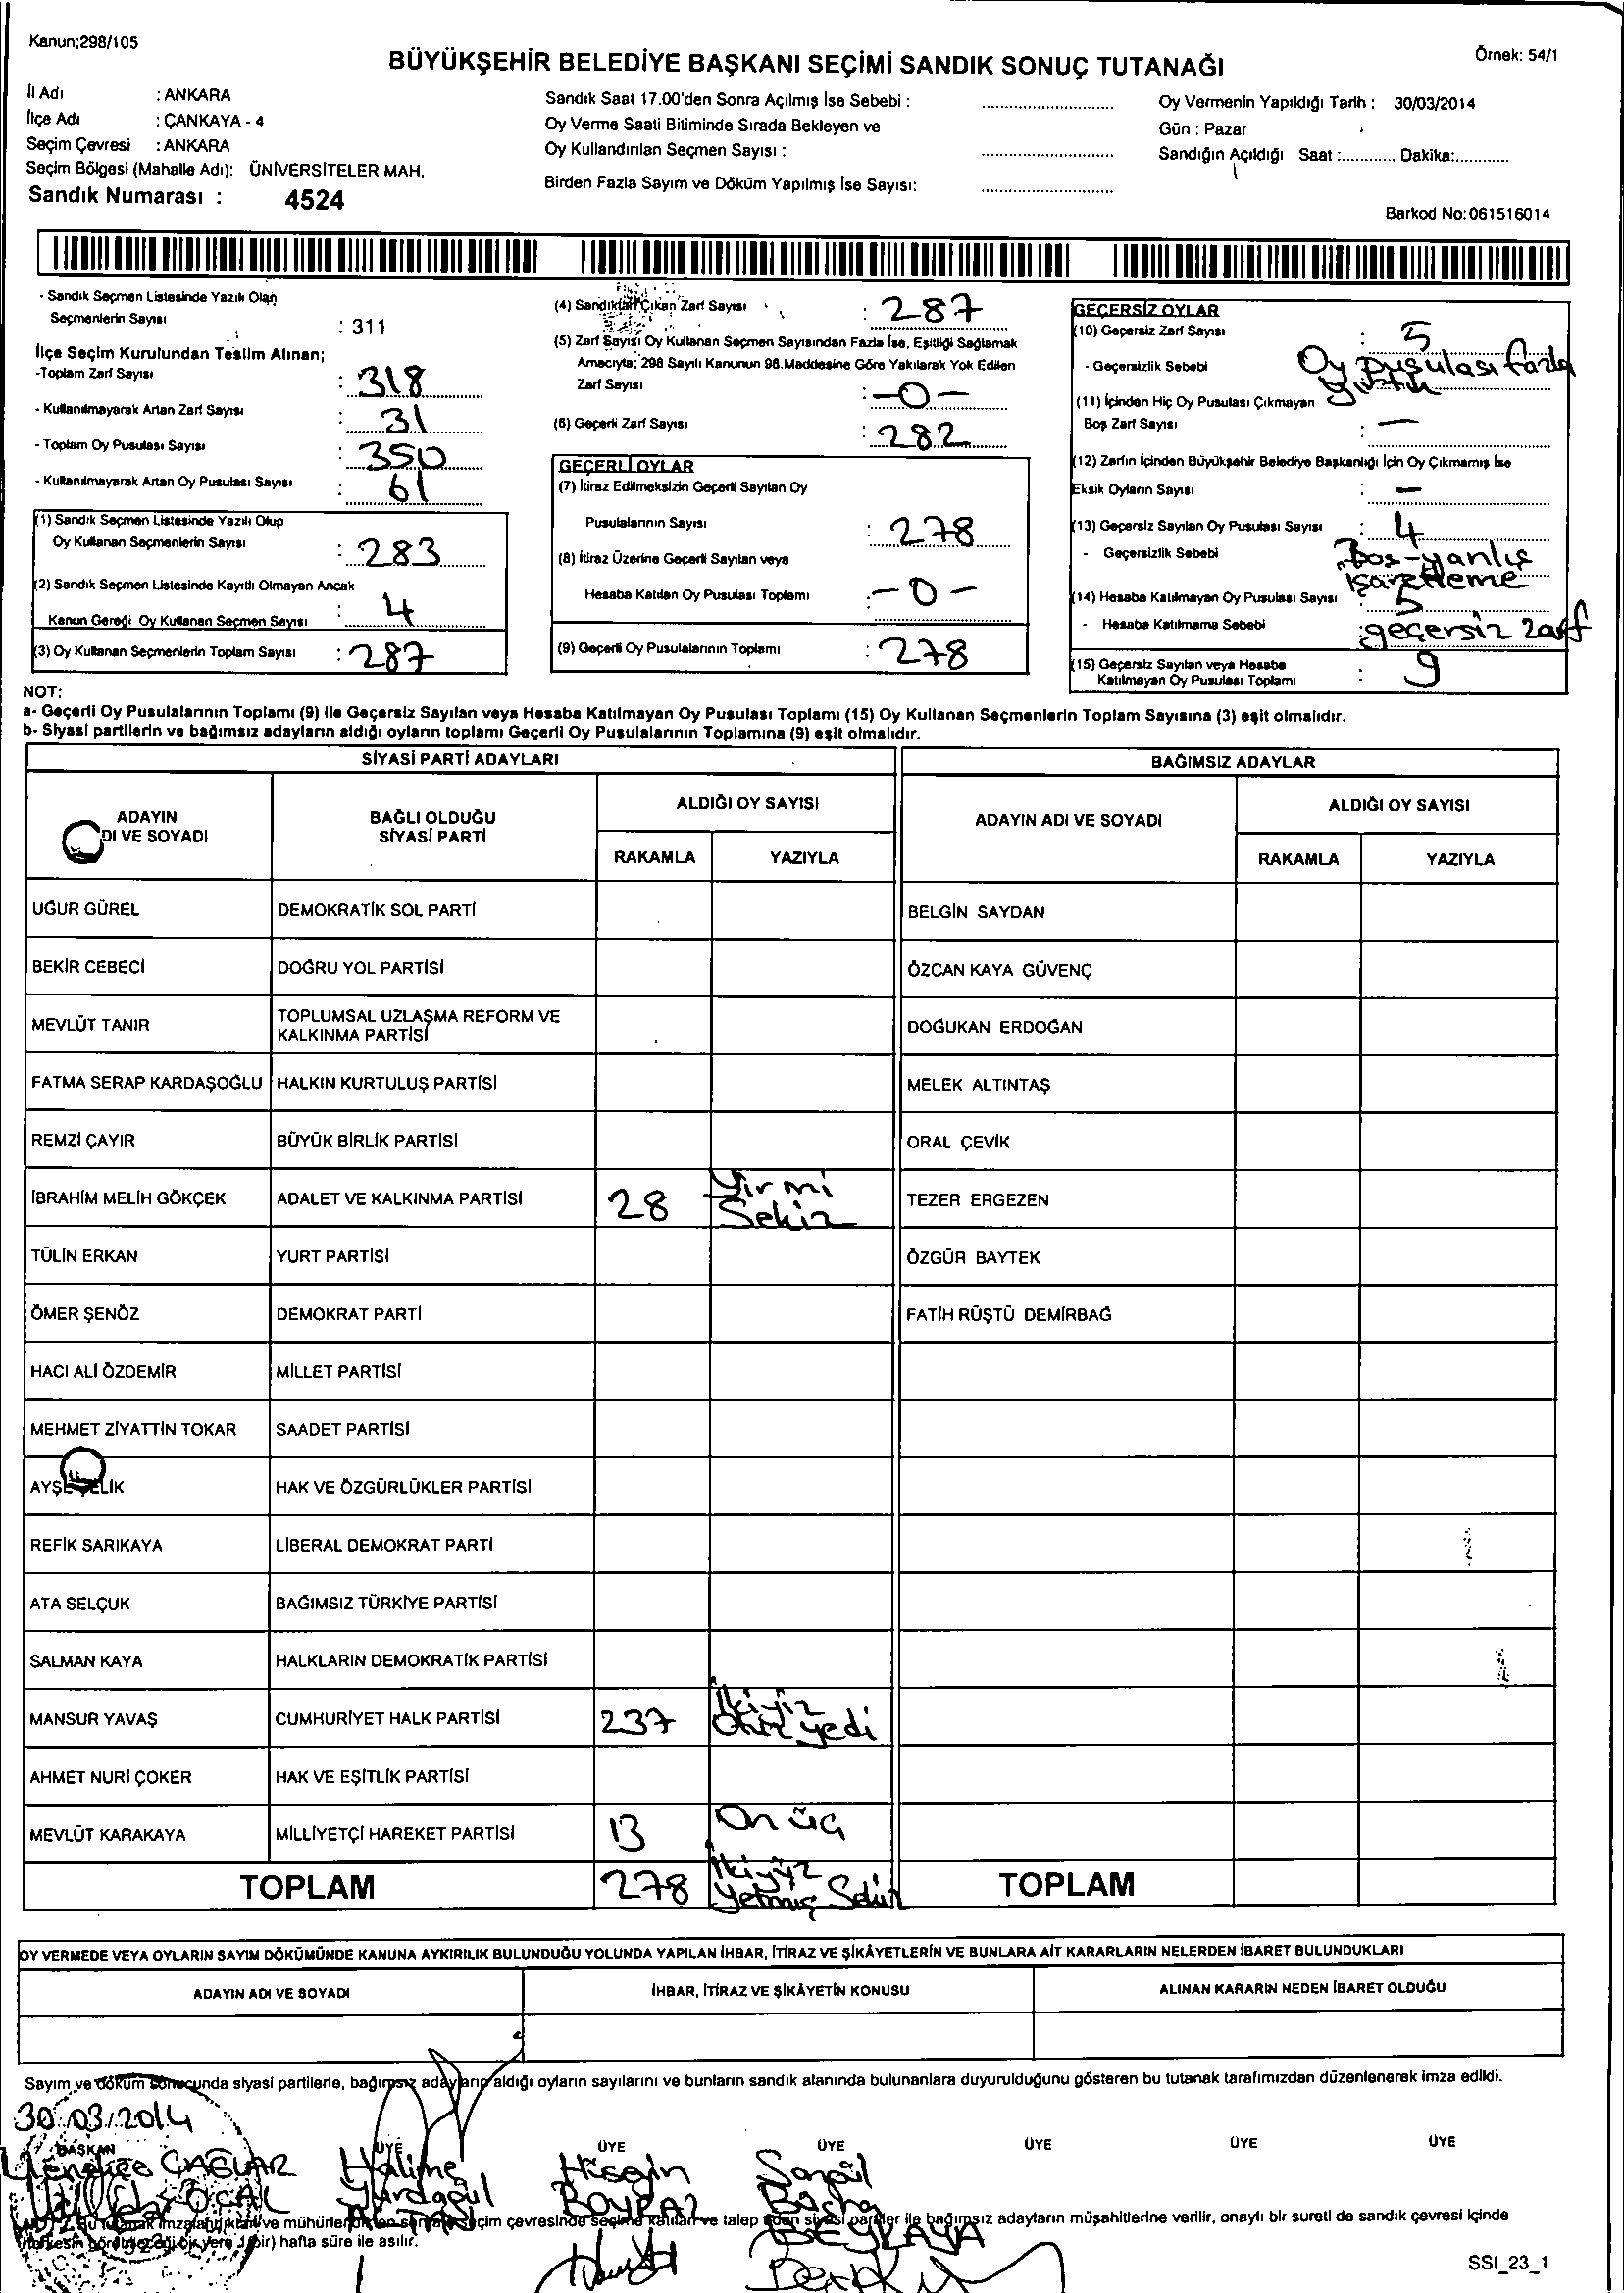 Kanun;298/105
Örnek: 54/1
BÜYÜKŞEHİR BELEDİYE BAŞKANI SEÇİMİ SANDIK SONUÇ TUTANAĞI
İl Adı : ANKARA
İlçe Adı : ÇANKAYA - 4
Seçim Çevresi : ANKARA
Seçim Bölgesi (Mahalle Adı): ÜNİVERSİTELER MAH.
Sandık Numarası : 4524
Sandık Saat 17.00'den Sonra Açılmış İse Sebebi :
Oy Verme Saati Bitiminde Sırada Bekleyen ve
Oy Kullandırılan Seçmen Sayısı :
Birden Fazla Sayım ve Döküm Yapılmış İse Sayısı:
Oy Vermenin Yapıldığı Tarih : 30/03/2014
Gün : Pazar
Sandığın Açıldığı Saat :............ Dakika:............
Barkod No:061516014
- Sandık Seçmen Listesinde Yazılı Olan
Seçmenlerin Sayısı : 311
İlçe Seçim Kurulundan Teslim Alınan;
-Toplam Zarf Sayısı : 318
- Kullanılmayarak Artan Zarf Sayısı : 31
- Toplam Oy Pusulası Sayısı : 350
- Kullanılmayarak Artan Oy Pusulası Sayısı : 61
(1) Sandık Seçmen Listesinde Yazılı Olup
Oy Kullanan Seçmenlerin Sayısı : 283
(2) Sandık Seçmen Listesinde Kayıtlı Olmayan Ancak
Kanun Gereği Oy Kullanan Seçmen Sayısı : 4
(3) Oy Kullanan Seçmenlerin Toplam Sayısı : 287
(4) Sandıktan Çıkan Zarf Sayısı : 287
(5) Zarf Sayısı Oy Kullanan Seçmen Sayısından Fazla İse, Eşitliği Sağlamak
Amacıyla; 298 Sayılı Kanunun 98.Maddesine Göre Yakılarak Yok Edilen
Zarf Sayısı : -0-
(6) Geçerli Zarf Sayısı : 282
GEÇERLİ OYLAR
(7) İtiraz Edilmeksizin Geçerli Sayılan Oy
Pusulalarının Sayısı : 278
(8) İtiraz Üzerine Geçerli Sayılan veya
Hesaba Katılan Oy Pusulası Toplamı : -0-
(9) Geçerli Oy Pusulalarının Toplamı : 278
GEÇERSİZ OYLAR
(10) Geçersiz Zarf Sayısı : 5
- Geçersizlik Sebebi Oy pusulası fazla
(11) İçinden Hiç Oy Pusulası Çıkmayan
Boş Zarf Sayısı : —
(12) Zarfın İçinden Büyükşehir Belediye Başkanlığı İçin Oy Çıkmamış İse
Eksik Oyların Sayısı : —
(13) Geçersiz Sayılan Oy Pusulası Sayısı : 4
- Geçersizlik Sebebi Boş-yanlış
işaretleme
(14) Hesaba Katılmayan Oy Pusulası Sayısı : 5
- Hesaba Katılmama Sebebi : geçersiz zarf
(15) Geçersiz Sayılan veya Hesaba
Katılmayan Oy Pusulası Toplamı : 9
NOT:
a- Geçerli Oy Pusulalarının Toplamı (9) ile Geçersiz Sayılan veya Hesaba Katılmayan Oy Pusulası Toplamı (15) Oy Kullanan Seçmenlerin Toplam Sayısına (3) eşit olmalıdır.
b- Siyasi partilerin ve bağımsız adayların aldığı oyların toplamı Geçerli Oy Pusulalarının Toplamına (9) eşit olmalıdır.
SİYASİ PARTİ ADAYLARI
BAĞIMSIZ ADAYLAR
ADAYIN
DI VE SOYADI
BAĞLI OLDUĞU
SİYASİ PARTİ
ALDIĞI OY SAYISI
RAKAMLA YAZIYLA
ADAYIN ADI VE SOYADI
ALDIĞI OY SAYISI
RAKAMLA YAZIYLA
UĞUR GÜREL DEMOKRATİK SOL PARTİ BELGİN SAYDAN
BEKİR CEBECİ DOĞRU YOL PARTİSİ ÖZCAN KAYA GÜVENÇ
MEVLÜT TANIR TOPLUMSAL UZLAŞMA REFORM VE
KALKINMA PARTİSİ DOĞUKAN ERDOĞAN
FATMA SERAP KARDAŞOĞLU HALKIN KURTULUŞ PARTİSİ MELEK ALTINTAŞ
REMZİ ÇAYIR BÜYÜK BİRLİK PARTİSİ ORAL ÇEVİK
İBRAHİM MELİH GÖKÇEK ADALET VE KALKINMA PARTİSİ 28 Yirmi
Sekiz TEZER ERGEZEN
TÜLİN ERKAN YURT PARTİSİ ÖZGÜR BAYTEK
ÖMER ŞENÖZ DEMOKRAT PARTİ FATİH RÜŞTÜ DEMİRBAĞ
HACI ALİ ÖZDEMİR MİLLET PARTİSİ
MEHMET ZİYATTİN TOKAR SAADET PARTİSİ
AYŞE ÇELİK HAK VE ÖZGÜRLÜKLER PARTİSİ
REFİK SARIKAYA LİBERAL DEMOKRAT PARTİ
ATA SELÇUK BAĞIMSIZ TÜRKİYE PARTİSİ
SALMAN KAYA HALKLARIN DEMOKRATİK PARTİSİ
MANSUR YAVAŞ CUMHURİYET HALK PARTİSİ 237 İkiyüz
yedi
AHMET NURİ ÇOKER HAK VE EŞİTLİK PARTİSİ
MEVLÜT KARAKAYA MİLLİYETÇİ HAREKET PARTİSİ 13 On üç
TOPLAM 278 İkiyüz
Yetmiş Sekiz TOPLAM
OY VERMEDE VEYA OYLARIN SAYIM DÖKÜMÜNDE KANUNA AYKIRILIK BULUNDUĞU YOLUNDA YAPILAN İHBAR, İTİRAZ VE ŞİKÂYETLERİN VE BUNLARA AİT KARARLARIN NELERDEN İBARET BULUNDUKLARI
ADAYIN ADI VE SOYADI İHBAR, İTİRAZ VE ŞİKÂYETİN KONUSU ALINAN KARARIN NEDEN İBARET OLDUĞU
Sayım ve döküm sonucunda siyasi partilerle, bağımsız adayların aldığı oyların sayılarını ve bunların sandık alanında bulunanlara duyurulduğunu gösteren bu tutanak tarafımızdan düzenlenerek imza edildi.
30.03.2014
BAŞKAN ÜYE ÜYE ÜYE ÜYE ÜYE ÜYE
ÇAĞLAR Halime Hüseyin Songül
ÖCAL Yurdagül BOYRAZ Başha
AKTAŞ BEYKAYA
Bu tutanak imzalandıktan ve mühürlendikten sonra seçim çevresinde seçime katılan ve talep eden siyasi partiler ile bağımsız adayların müşahitlerine verilir, onaylı bir sureti de sandık çevresi içinde
herkesin görebileceği bir yere 1 (bir) hafta süre ile asılır.
SSI_23_1